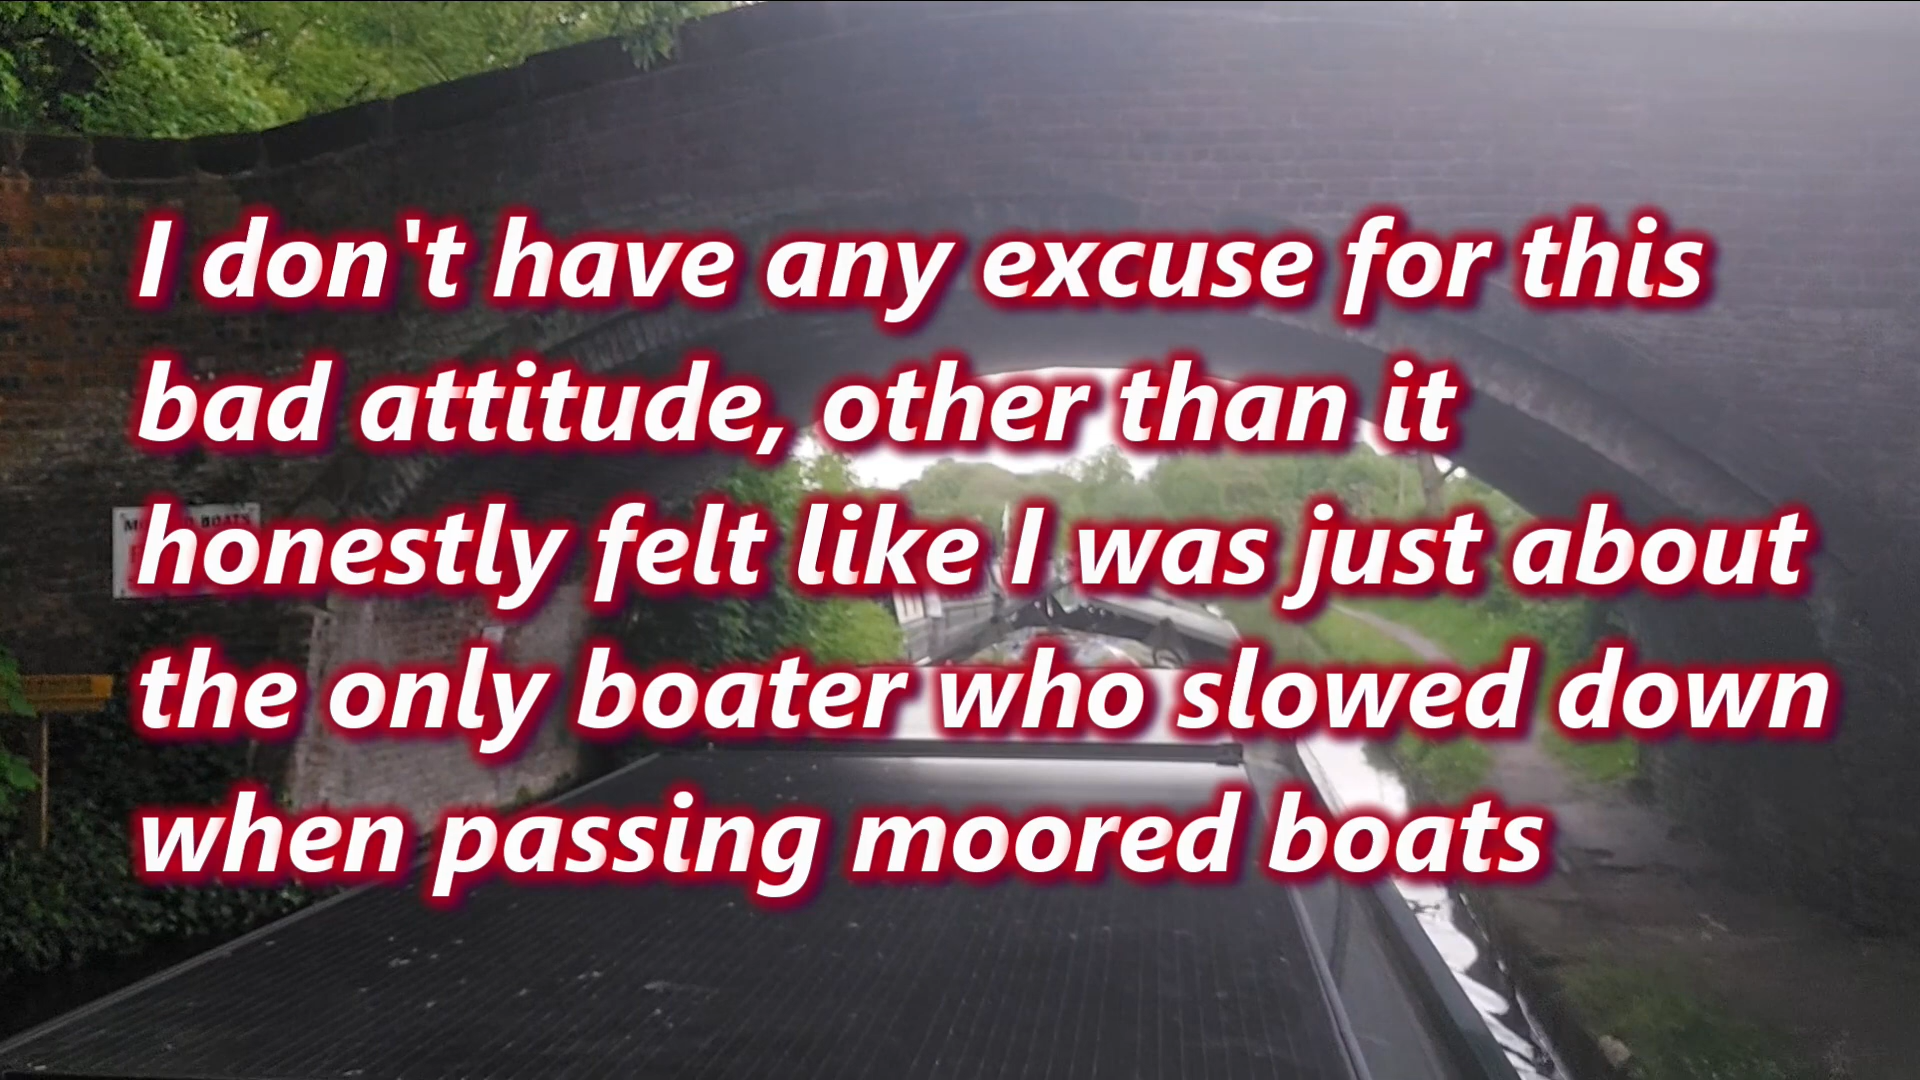 I don't have any excuse for this
bad attitude, other than it
honestly felt like I was just about
the only boater who slowed down
when passing moored boats
BOATS